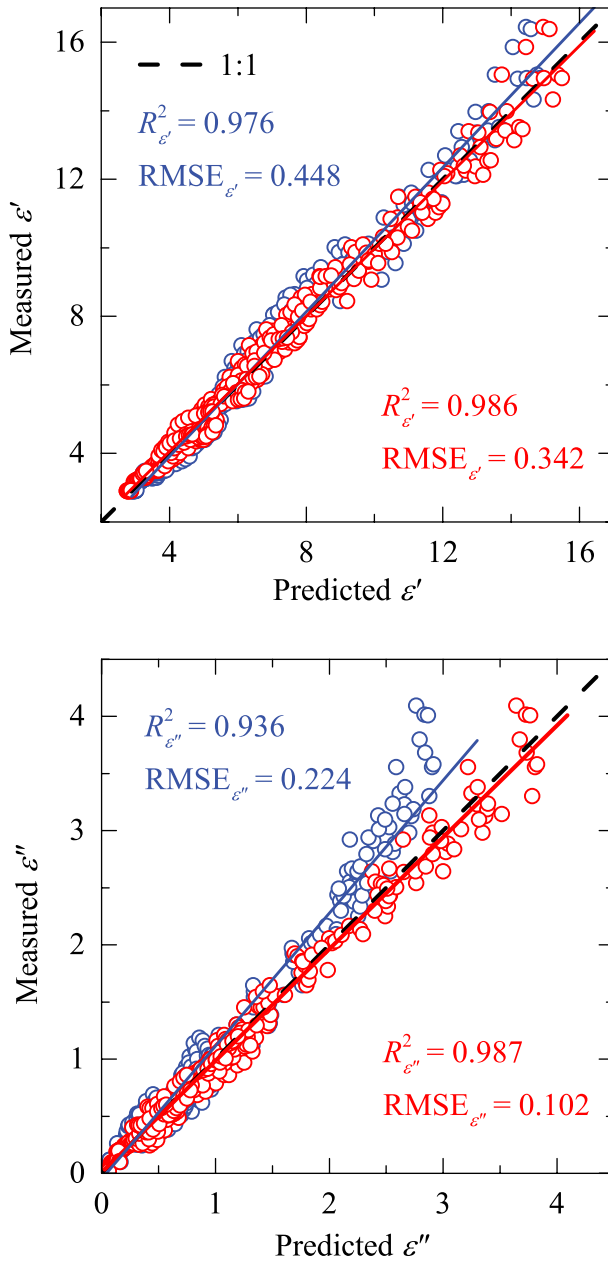 16
1:1
R²ε′ = 0.976
RMSEε′ = 0.448
12
Measured ε′
8
R²ε′ = 0.986
RMSEε′ = 0.342
4
4 8 12 16
Predicted ε′
4
R²ε″ = 0.936
RMSEε″ = 0.224
3
Measured ε″
2
1
R²ε″ = 0.987
RMSEε″ = 0.102
0
0 1 2 3 4
Predicted ε″